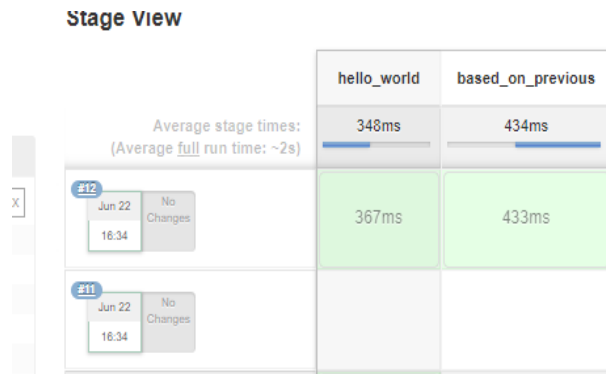 Stage View
hello_world based_on_previous
Average stage times: 348ms 434ms
(Average full run time: ~2s)
#12
Jun 22 No
Changes
16:34
367ms 433ms
#11
Jun 22 No
Changes
16:34
X